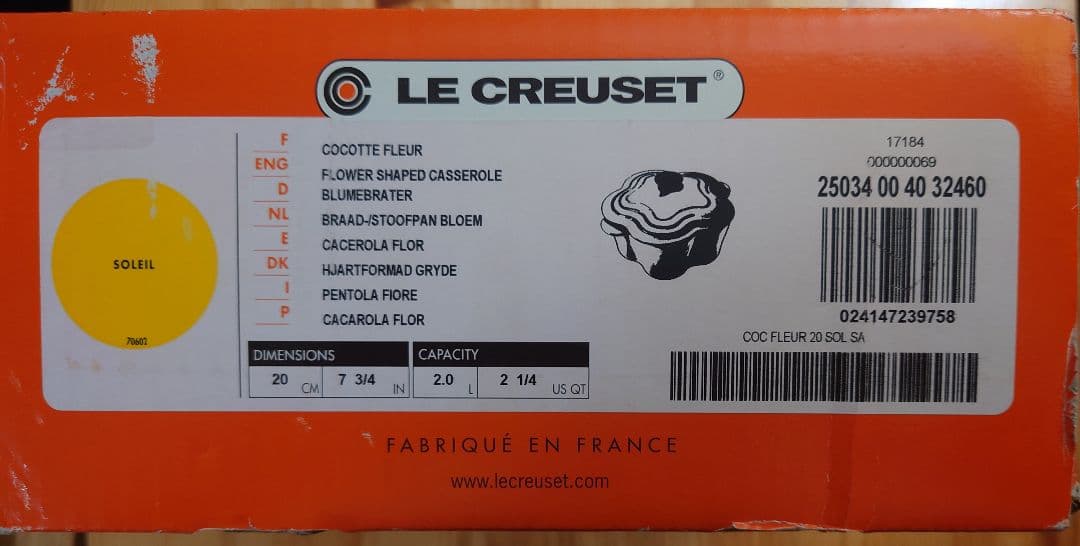 LE CREUSET®
F COCOTTE FLEUR
ENG FLOWER SHAPED CASSEROLE
D BLUMEBRATER
NL BRAAD-/STOOFPAN BLOEM
E CACEROLA FLOR
DK HJARTFORMAD GRYDE
I PENTOLA FIORE
P CACAROLA FLOR
SOLEIL
70602
DIMENSIONS CAPACITY
20 CM 7 3/4 IN 2.0 L 2 1/4 US QT
17184
000000069
25034 00 40 32460
024147239758
COC FLEUR 20 SOL SA
FABRIQUÉ EN FRANCE
www.lecreuset.com